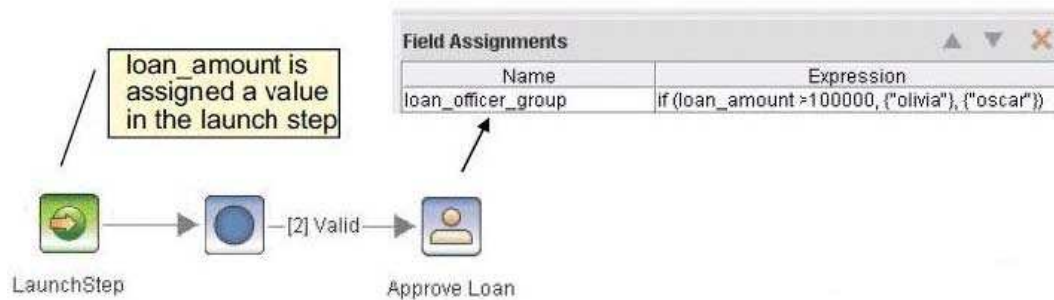 loan_amount is
assigned a value
in the launch step
Field Assignments
Name Expression
loan_officer_group if (loan_amount >100000, {"olivia"}, {"oscar"})
[2] Valid
LaunchStep
Approve Loan